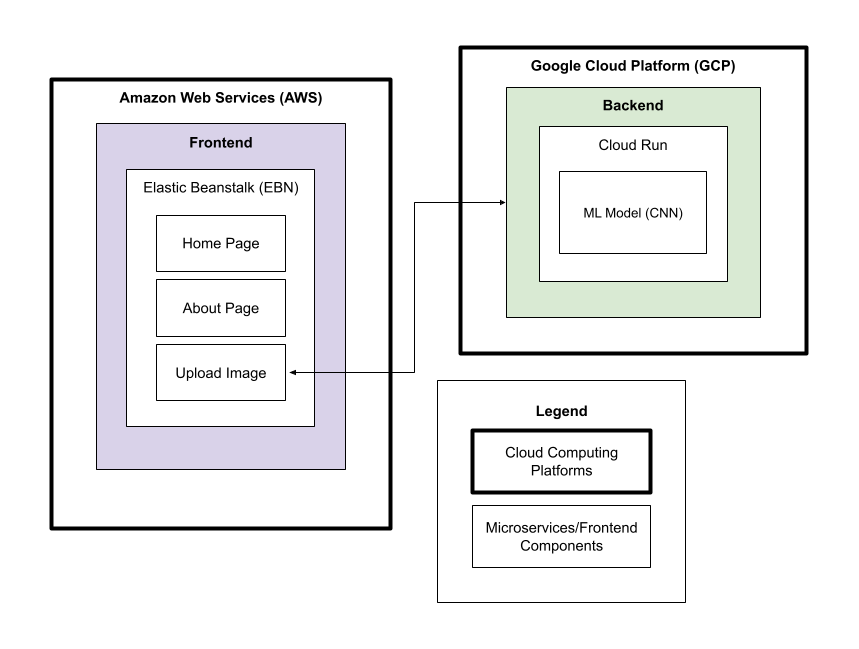 Amazon Web Services (AWS)
Frontend
Elastic Beanstalk (EBN)
Home Page
About Page
Upload Image
Google Cloud Platform (GCP)
Backend
Cloud Run
ML Model (CNN)
Legend
Cloud Computing
Platforms
Microservices/Frontend
Components